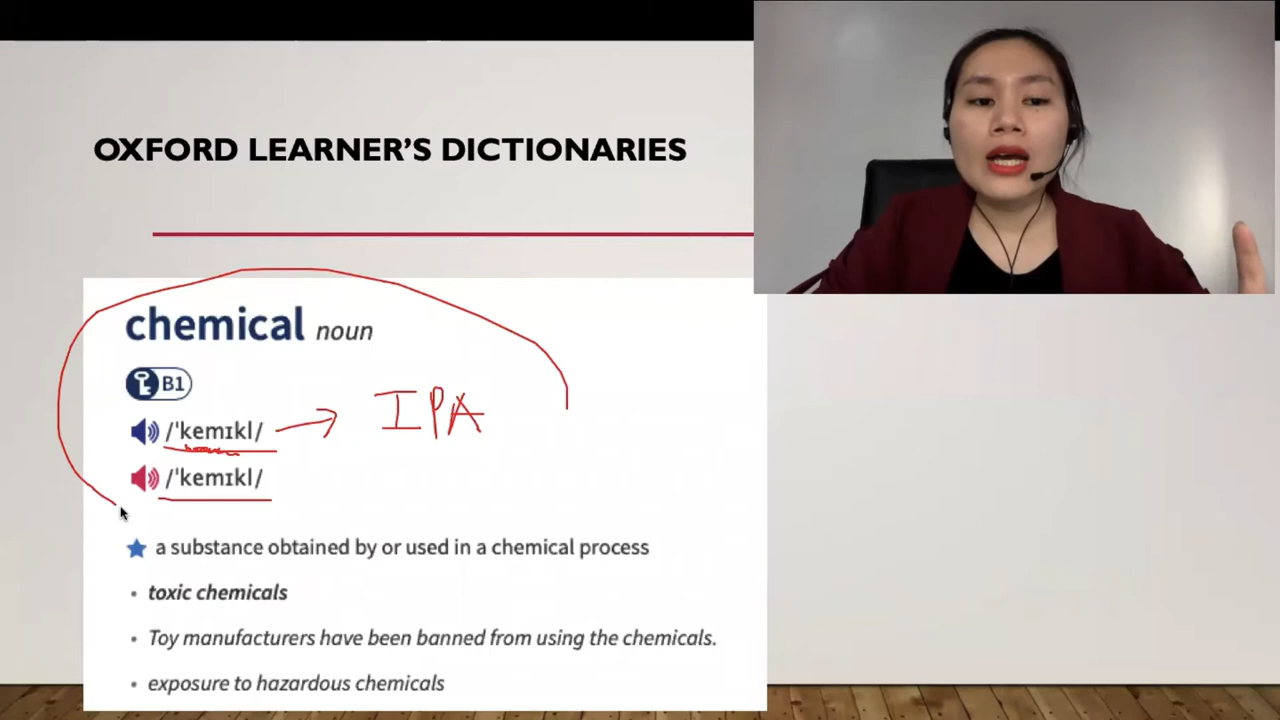 OXFORD LEARNER'S DICTIONARIES
chemical noun
B1
/ˈkemɪkl/ → IPA
/ˈkemɪkl/
a substance obtained by or used in a chemical process
• toxic chemicals
• Toy manufacturers have been banned from using the chemicals.
• exposure to hazardous chemicals